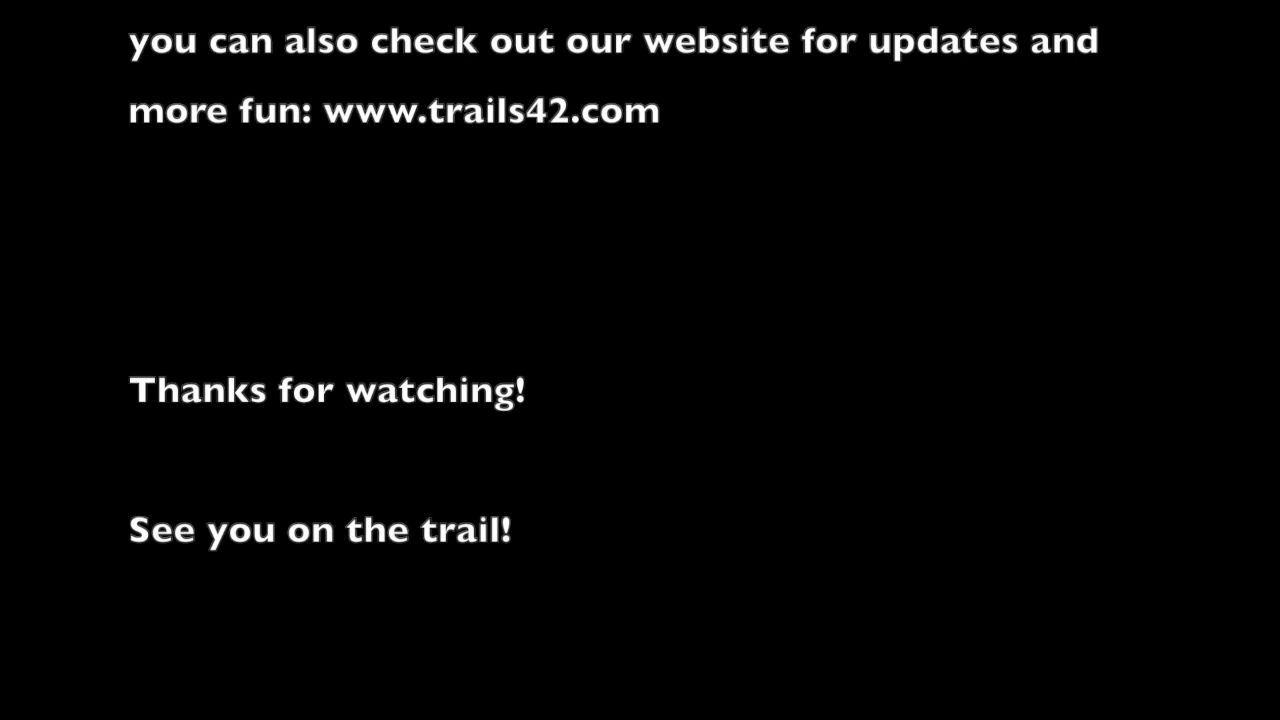 you can also check out our website for updates and
more fun: www.trails42.com
Thanks for watching!
See you on the trail!